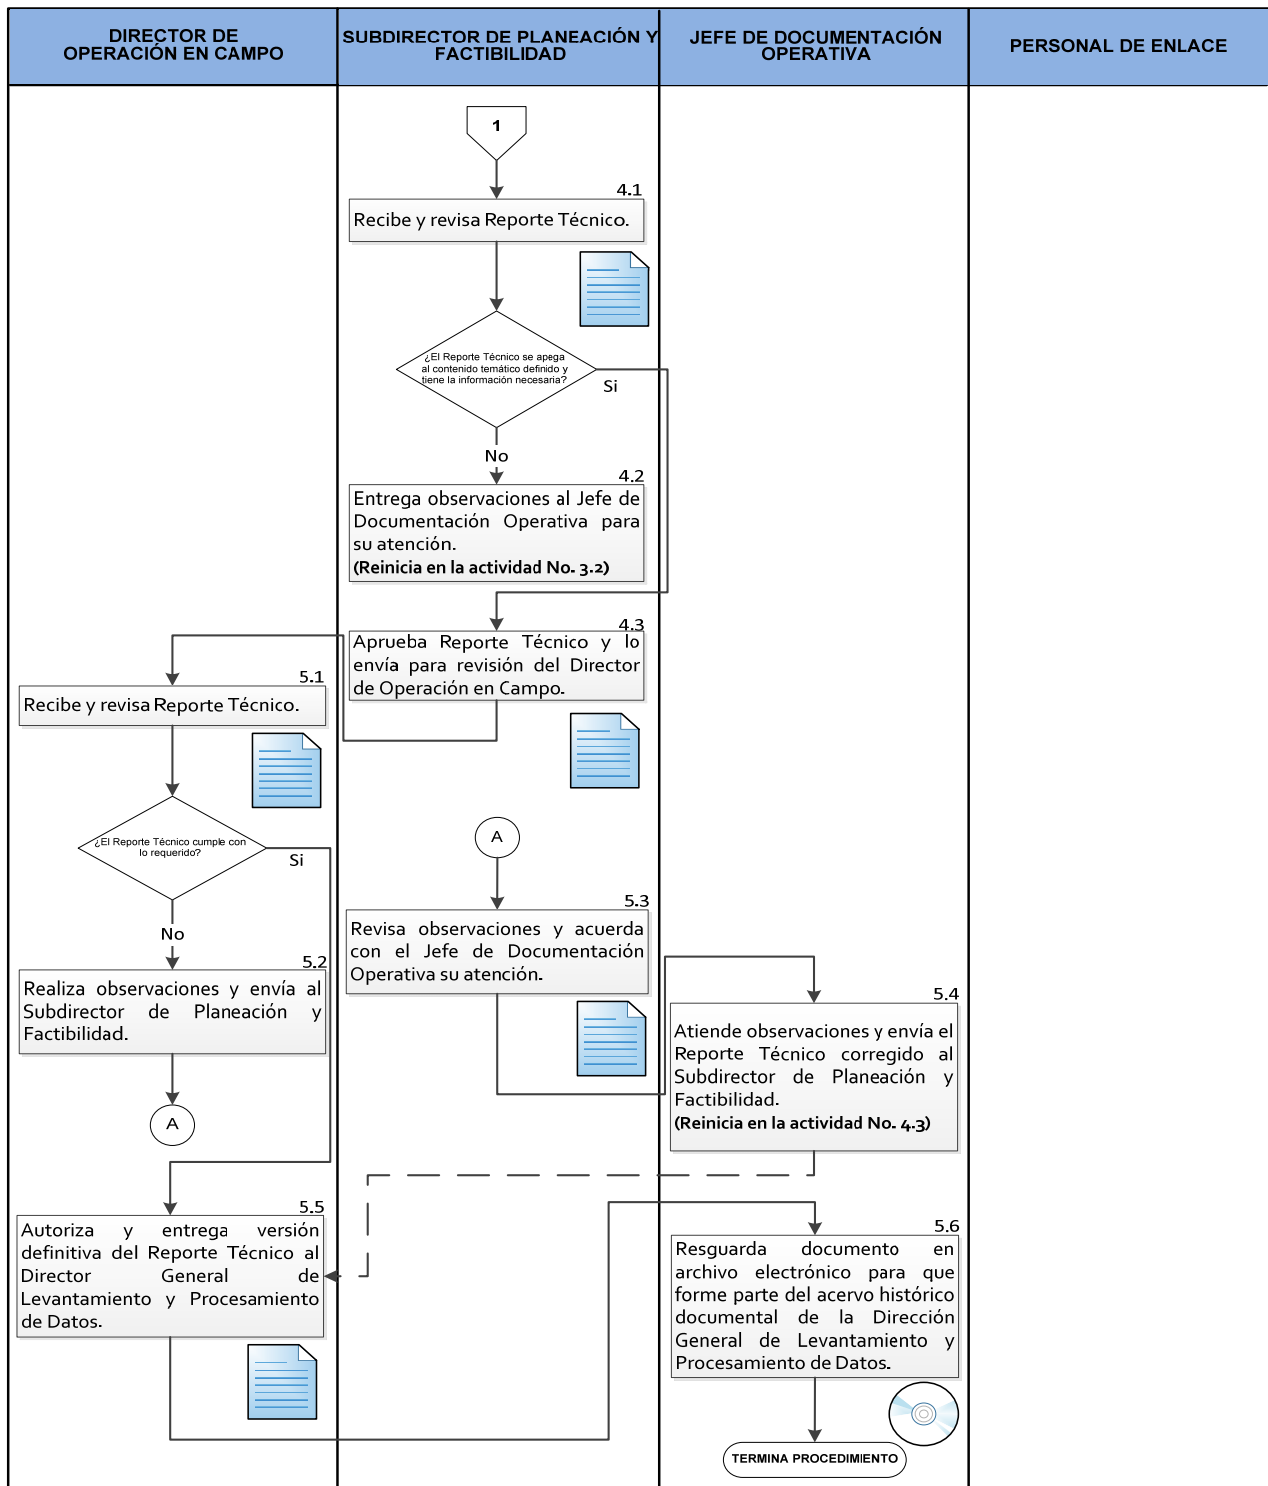 DIRECTOR DE
OPERACIÓN EN CAMPO
SUBDIRECTOR DE PLANEACIÓN Y
FACTIBILIDAD
JEFE DE DOCUMENTACIÓN
OPERATIVA
PERSONAL DE ENLACE
1
4.1
Recibe y revisa Reporte Técnico.
¿El Reporte Técnico se apega
al contenido temático definido y
tiene la información necesaria?
Si
No
4.2
Entrega observaciones al Jefe de
Documentación Operativa para
su atención.
(Reinicia en la actividad No. 3.2)
4.3
Aprueba Reporte Técnico y lo
envía para revisión del Director
de Operación en Campo.
5.1
Recibe y revisa Reporte Técnico.
¿El Reporte Técnico cumple con
lo requerido?
Si
No
5.2
Realiza observaciones y envía al
Subdirector de Planeación y
Factibilidad.
A
A
5.3
Revisa observaciones y acuerda
con el Jefe de Documentación
Operativa su atención.
5.4
Atiende observaciones y envía el
Reporte Técnico corregido al
Subdirector de Planeación y
Factibilidad.
(Reinicia en la actividad No. 4.3)
5.5
Autoriza y entrega versión
definitiva del Reporte Técnico al
Director General de
Levantamiento y Procesamiento
de Datos.
5.6
Resguarda documento en
archivo electrónico para que
forme parte del acervo histórico
documental de la Dirección
General de Levantamiento y
Procesamiento de Datos.
TERMINA PROCEDIMIENTO